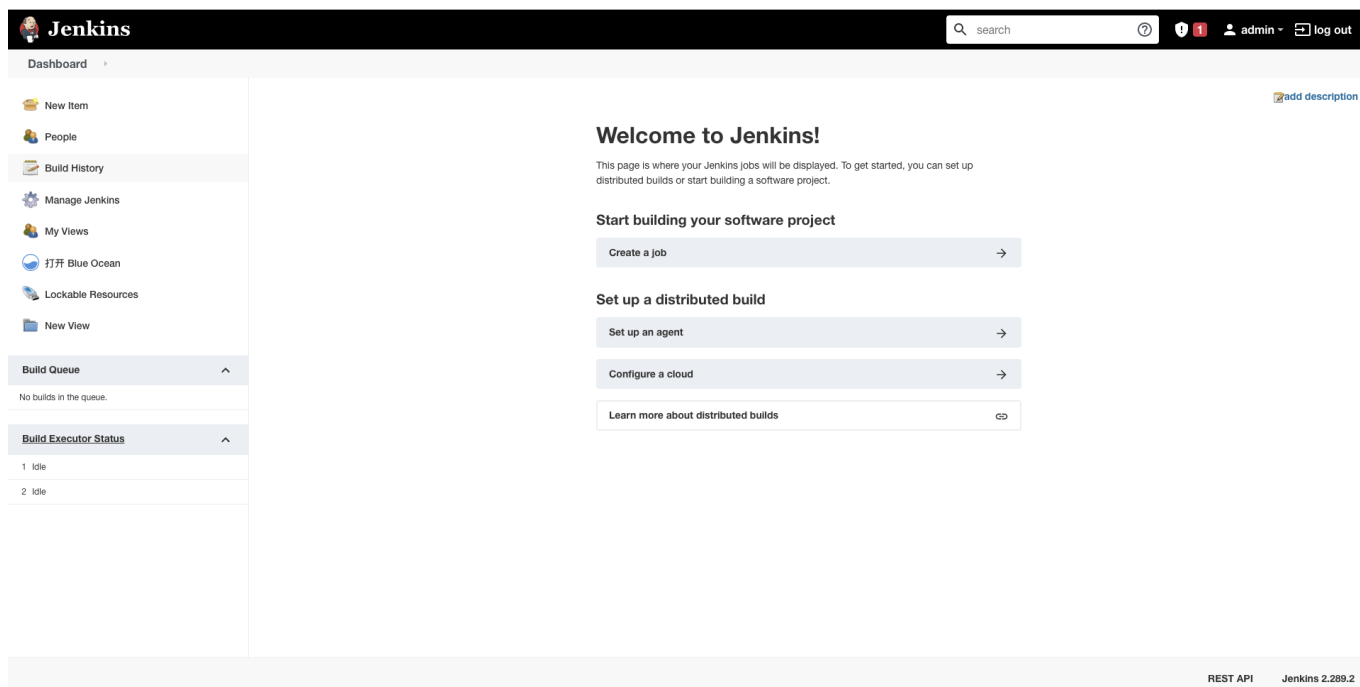 Jenkins
search
1
admin
log out
Dashboard
New Item
People
Build History
Manage Jenkins
My Views
打开 Blue Ocean
Lockable Resources
New View
Build Queue
No builds in the queue.
Build Executor Status
1 Idle
2 Idle
add description
Welcome to Jenkins!
This page is where your Jenkins jobs will be displayed. To get started, you can set up
distributed builds or start building a software project.
Start building your software project
Create a job
Set up a distributed build
Set up an agent
Configure a cloud
Learn more about distributed builds
REST API
Jenkins 2.289.2